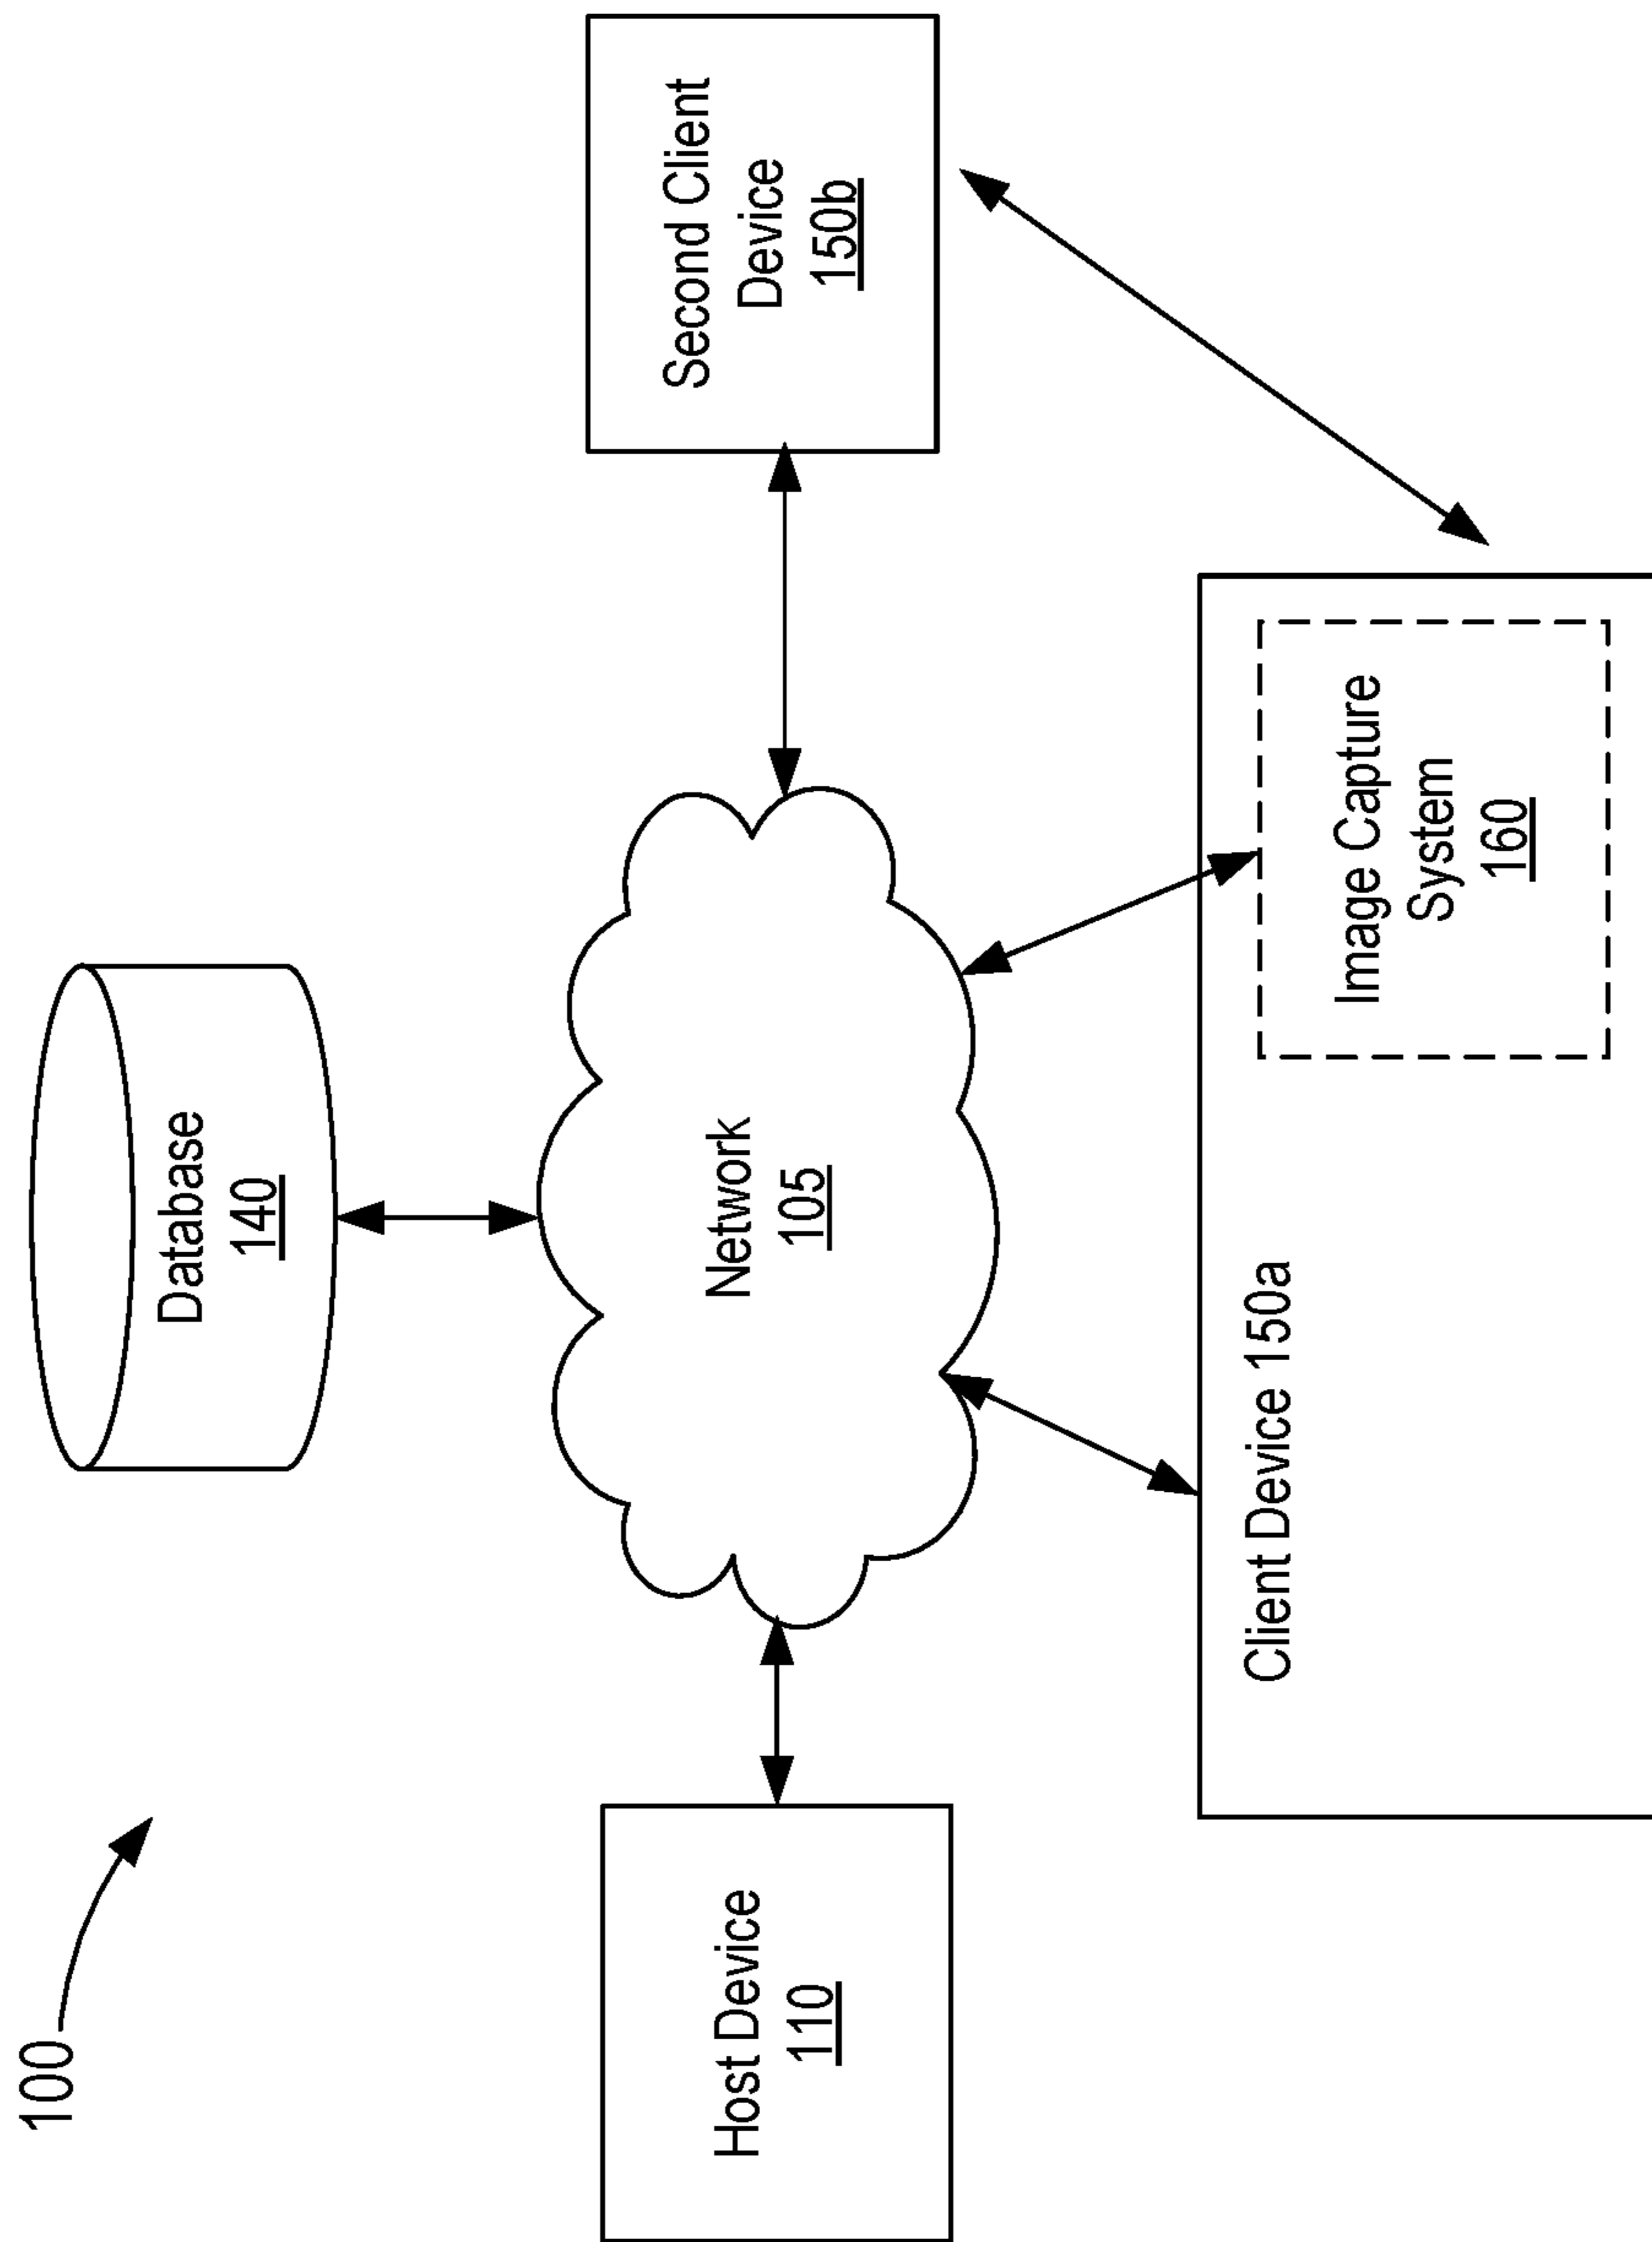 100
Database
140
Host Device
110
Network
105
Second Client
Device
150b
Client Device 150a
Image Capture
System
160